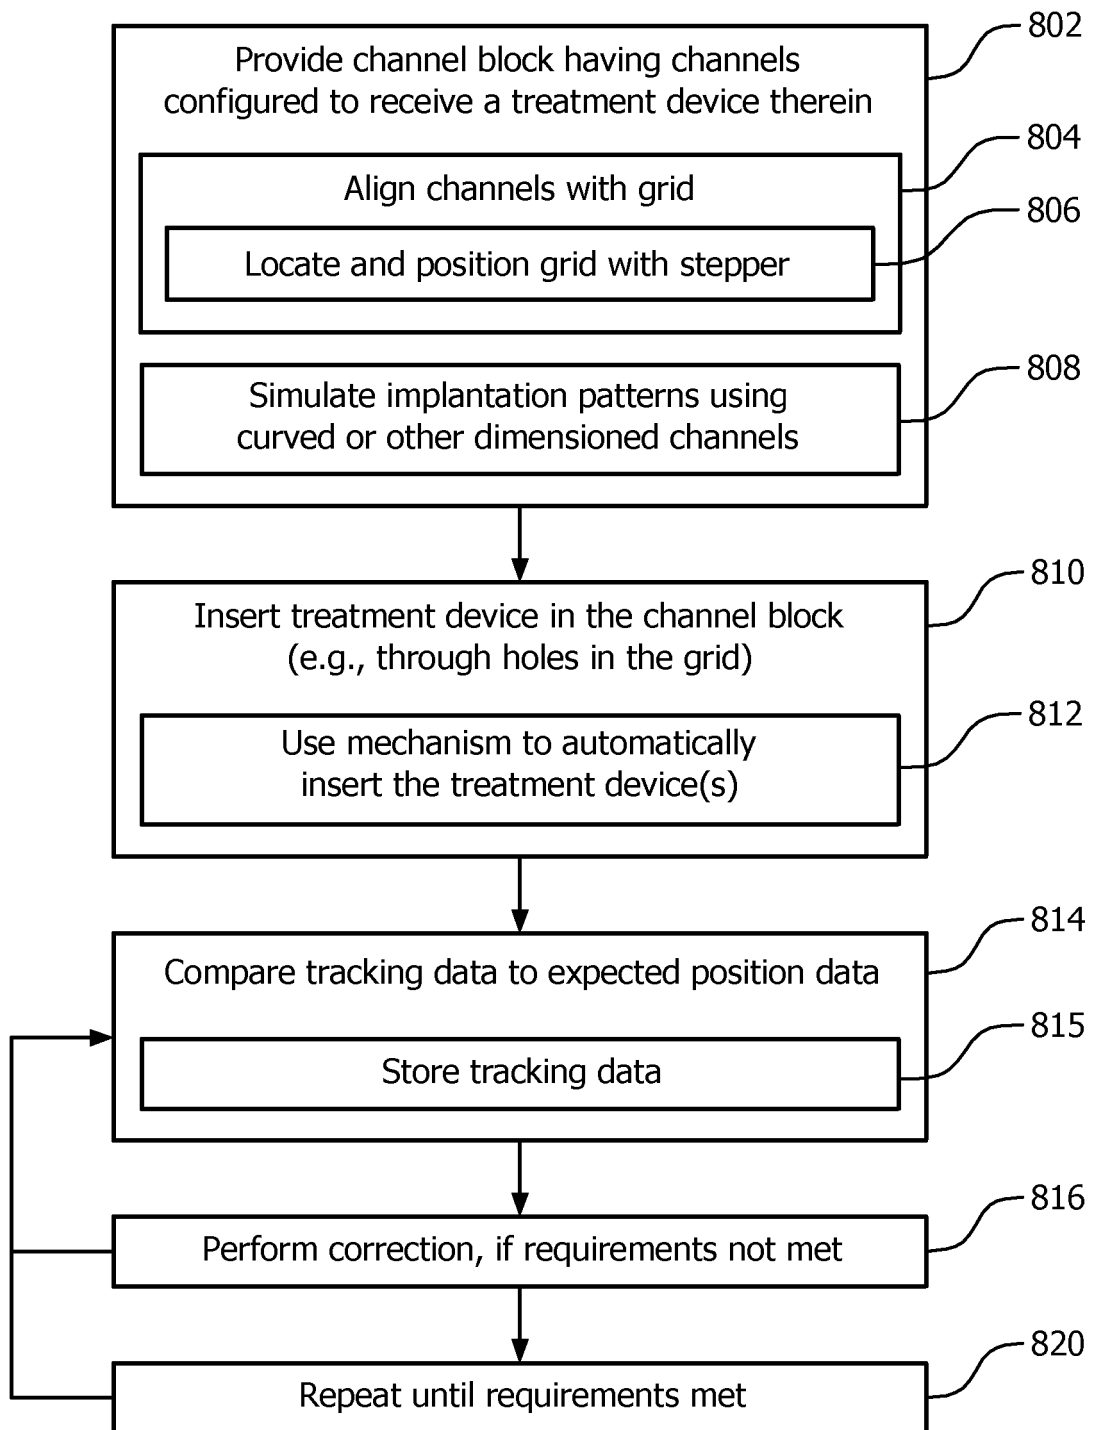 802
Provide channel block having channels
configured to receive a treatment device therein
804
Align channels with grid
806
Locate and position grid with stepper
808
Simulate implantation patterns using
curved or other dimensioned channels
810
Insert treatment device in the channel block
(e.g., through holes in the grid)
812
Use mechanism to automatically
insert the treatment device(s)
814
Compare tracking data to expected position data
815
Store tracking data
816
Perform correction, if requirements not met
820
Repeat until requirements met